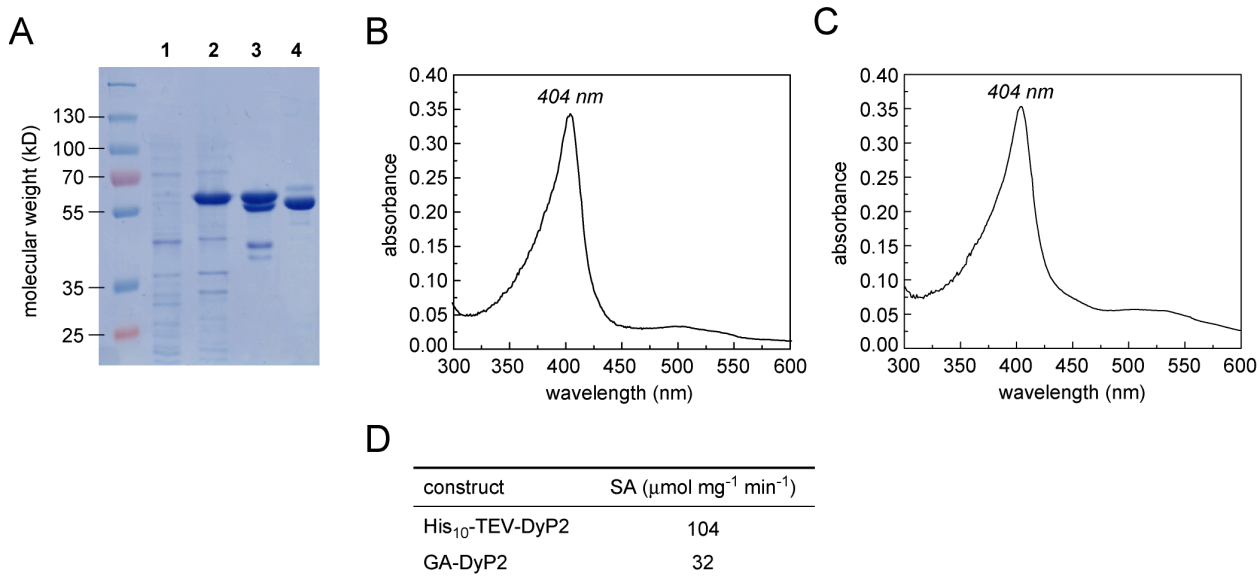 A
1 2 3 4
130
100
70
55
35
25
molecular weight (kD)
B
404 nm
0.40
0.35
0.30
0.25
0.20
0.15
0.10
0.05
0.00
absorbance
300 350 400 450 500 550 600
wavelength (nm)
C
404 nm
0.40
0.35
0.30
0.25
0.20
0.15
0.10
0.05
0.00
absorbance
300 350 400 450 500 550 600
wavelength (nm)
D
construct SA (μmol mg⁻¹ min⁻¹)
His₁₀-TEV-DyP2 104
GA-DyP2 32